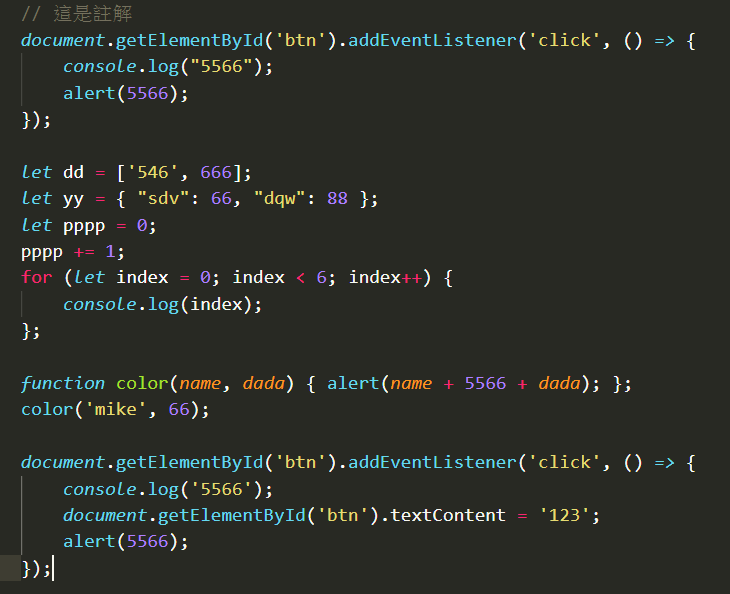 // 這是註解
document.getElementById('btn').addEventListener('click', () => {
    console.log("5566");
    alert(5566);
});

let dd = ['546', 666];
let yy = { "sdv": 66, "dqw": 88 };
let pppp = 0;
pppp += 1;
for (let index = 0; index < 6; index++) {
    console.log(index);
};

function color(name, dada) { alert(name + 5566 + dada); };
color('mike', 66);

document.getElementById('btn').addEventListener('click', () => {
    console.log('5566');
    document.getElementById('btn').textContent = '123';
    alert(5566);
});